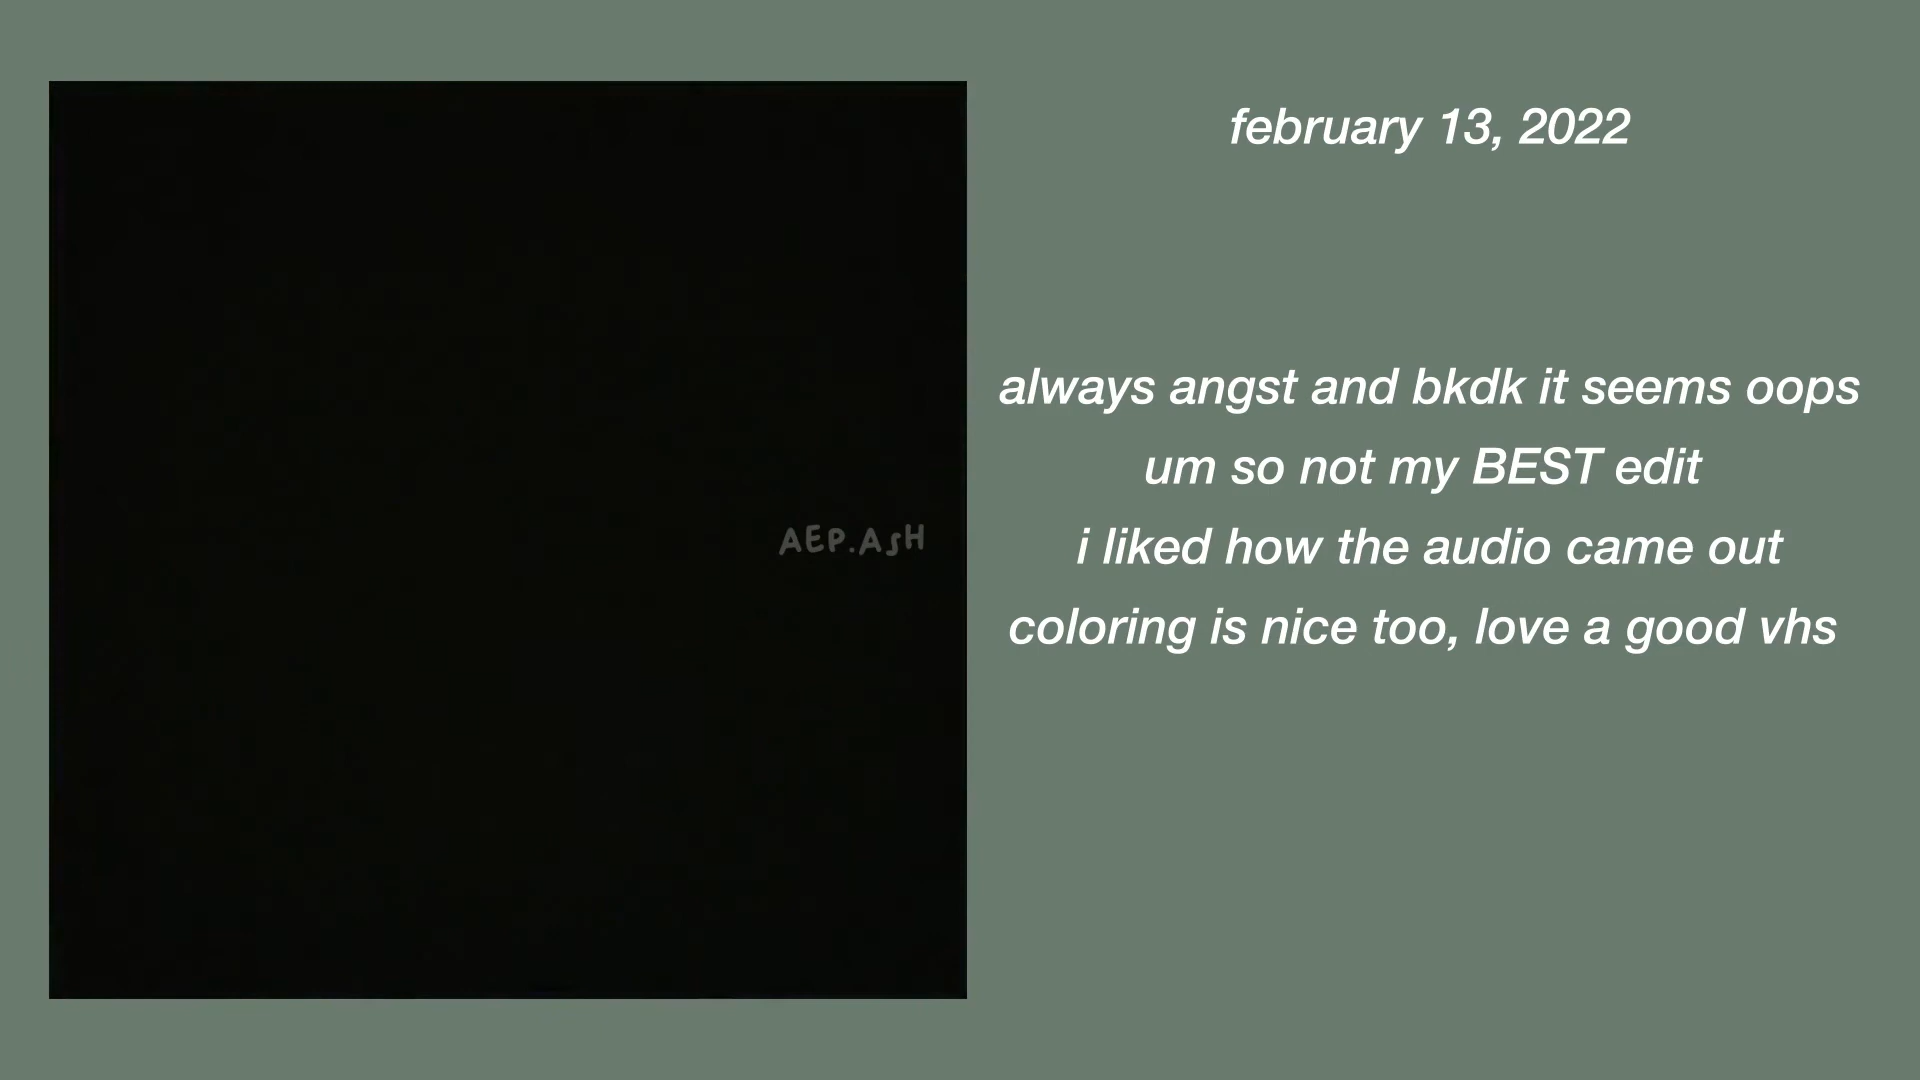 february 13, 2022
always angst and bkdk it seems oops
um so not my BEST edit
i liked how the audio came out
coloring is nice too, love a good vhs
AEP.ASH